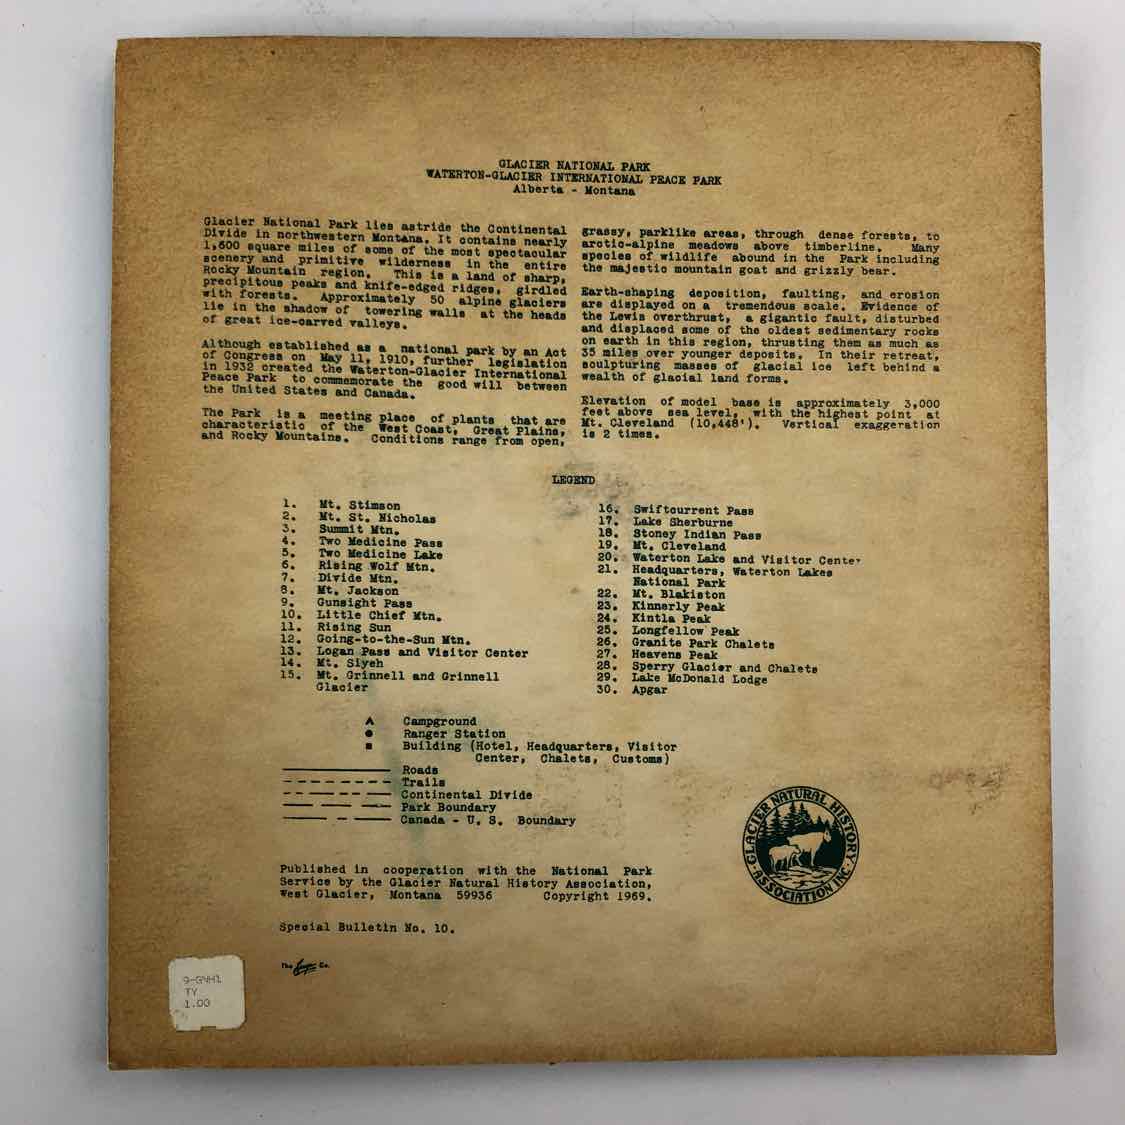 GLACIER NATIONAL PARK
WATERTON-GLACIER INTERNATIONAL PEACE PARK
Alberta - Montana
Glacier National Park lies astride the Continental
Divide in northwestern Montana. It contains nearly
1,600 square miles of some of the most spectacular
scenery and primitive wilderness in the entire
Rocky Mountain region. This is a land of sharp,
precipitous peaks and knife-edged ridges, girdled
with forests. Approximately 50 alpine glaciers
lie in the shadow of towering walls at the heads
of great ice-carved valleys.
Although established as a national park by an Act
of Congress on May 11, 1910, further legislation
in 1932 created the Waterton-Glacier International
Peace Park to commemorate the good will between
the United States and Canada.
The Park is a meeting place of plants that are
characteristic of the West Coast, Great Plains,
and Rocky Mountains. Conditions range from open,
grassy, parklike areas, through dense forests, to
arctic-alpine meadows above timberline. Many
species of wildlife abound in the Park including
the majestic mountain goat and grizzly bear.
Earth-shaping deposition, faulting, and erosion
are displayed on a tremendous scale. Evidence of
the Lewis overthrust, a gigantic fault, disturbed
and displaced some of the oldest sedimentary rocks
on earth in this region, thrusting them as much as
35 miles over younger deposits. In their retreat,
sculpturing masses of glacial ice left behind a
wealth of glacial land forms.
Elevation of model base is approximately 3,000
feet above sea level, with the highest point at
Mt. Cleveland (10,448'). Vertical exaggeration
is 2 times.
LEGEND
1. Mt. Stimson
2. Mt. St. Nicholas
3. Summit Mtn.
4. Two Medicine Pass
5. Two Medicine Lake
6. Rising Wolf Mtn.
7. Divide Mtn.
8. Mt. Jackson
9. Gunsight Pass
10. Little Chief Mtn.
11. Rising Sun
12. Going-to-the-Sun Mtn.
13. Logan Pass and Visitor Center
14. Mt. Siyeh
15. Mt. Grinnell and Grinnell
Glacier
16. Swiftcurrent Pass
17. Lake Sherburne
18. Stoney Indian Pass
19. Mt. Cleveland
20. Waterton Lake and Visitor Center
21. Headquarters, Waterton Lakes
National Park
22. Mt. Blakiston
23. Kinnerly Peak
24. Kintla Peak
25. Longfellow Peak
26. Granite Park Chalets
27. Heavens Peak
28. Sperry Glacier and Chalets
29. Lake McDonald Lodge
30. Apgar
Campground
Ranger Station
Building (Hotel, Headquarters, Visitor
Center, Chalets, Customs)
Roads
Trails
Continental Divide
Park Boundary
Canada - U. S. Boundary
GLACIER NATURAL HISTORY
ASSOCIATION INC.
Published in cooperation with the National Park
Service by the Glacier Natural History Association,
West Glacier, Montana 59936 Copyright 1969.
Special Bulletin No. 10.
The Co.
9-GNH1
TY
1.00